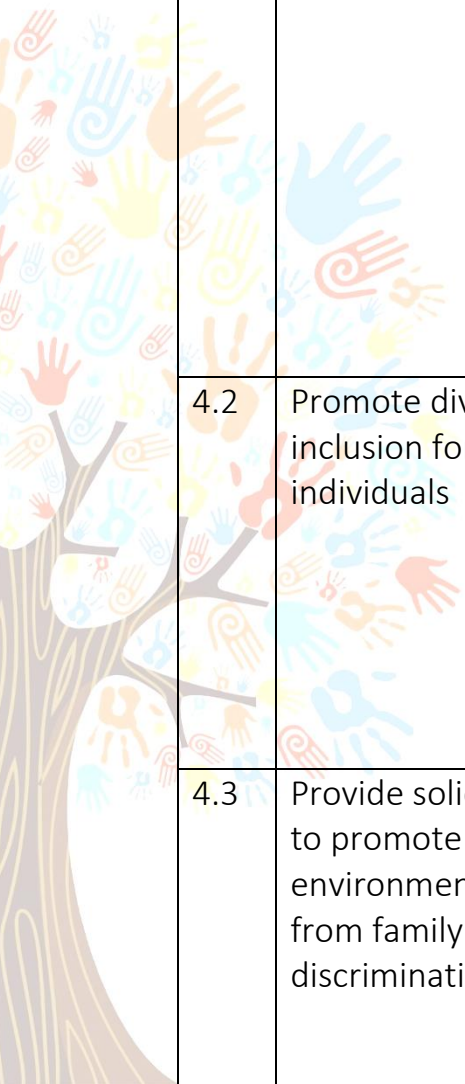 4.2 Promote div
inclusion fo
individuals
4.3 Provide soli
to promote
environmen
from family
discriminati